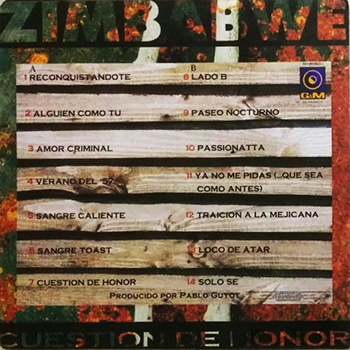 ZIMBABWE
A
1 RECONQUISTANDOTE
2 ALGUIEN COMO TU
3 AMOR CRIMINAL
4 VERANO DEL '57
5 SANGRE CALIENTE
6 SANGRE TOAST
7 CUESTION DE HONOR
B
8 LADO B
9 PASEO NOCTURNO
10 PASSIONATTA
11 YA NO ME PIDAS (...QUE SEA
COMO ANTES)
12 TRAICION A LA MEJICANA
13 LOCO DE ATAR
14 SOLO SE
G&M
PRODUCIDO POR PABLO GUYOT
CUESTION DE HONOR